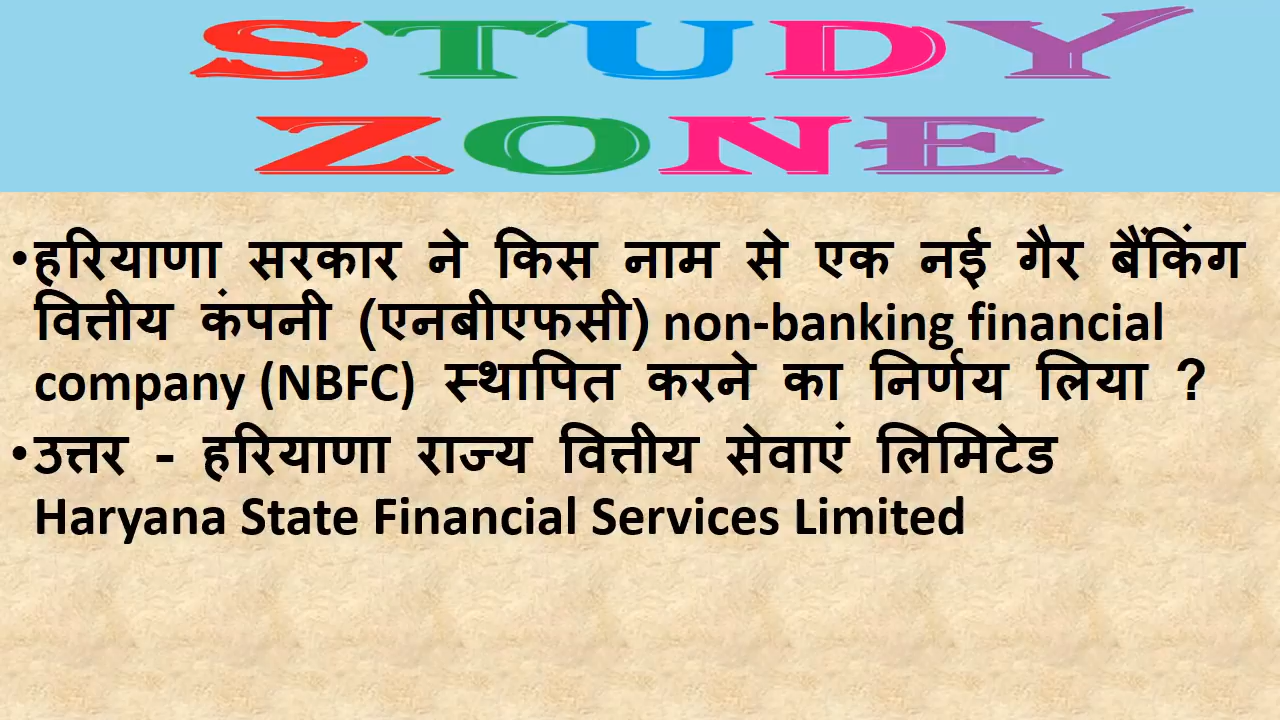 STUDY
ZONE
•हरियाणा सरकार ने किस नाम से एक नई गैर बैंकिंग
वित्तीय कंपनी (एनबीएफसी) non-banking financial
company (NBFC) स्थापित करने का निर्णय लिया ?
•उत्तर - हरियाणा राज्य वित्तीय सेवाएं लिमिटेड
Haryana State Financial Services Limited